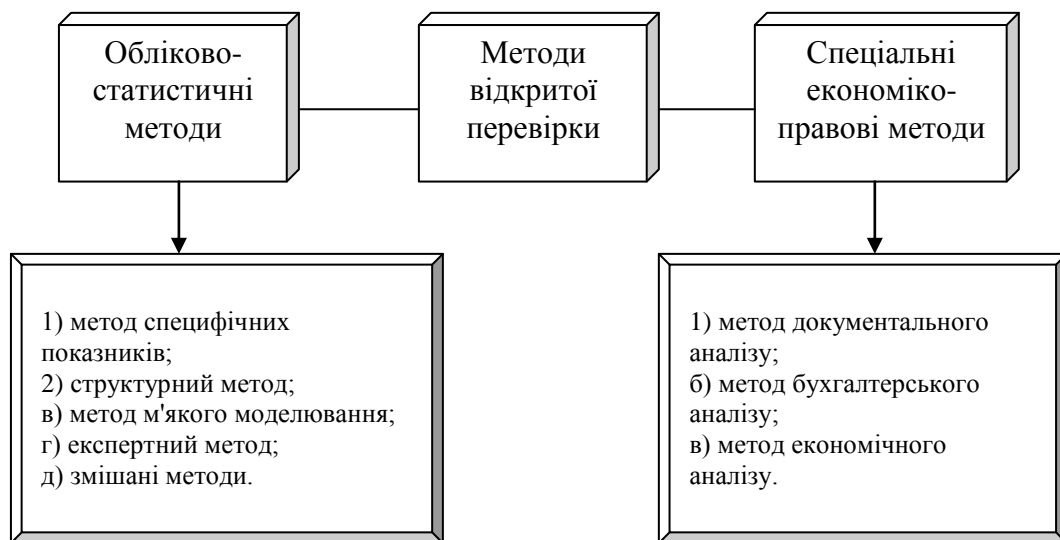 Обліково-
статистичні
методи
Методи
відкритої
перевірки
Спеціальні
економіко-
правові методи
1) метод специфічних
показників;
2) структурний метод;
в) метод м'якого моделювання;
г) експертний метод;
д) змішані методи.
1) метод документального
аналізу;
б) метод бухгалтерського
аналізу;
в) метод економічного
аналізу.